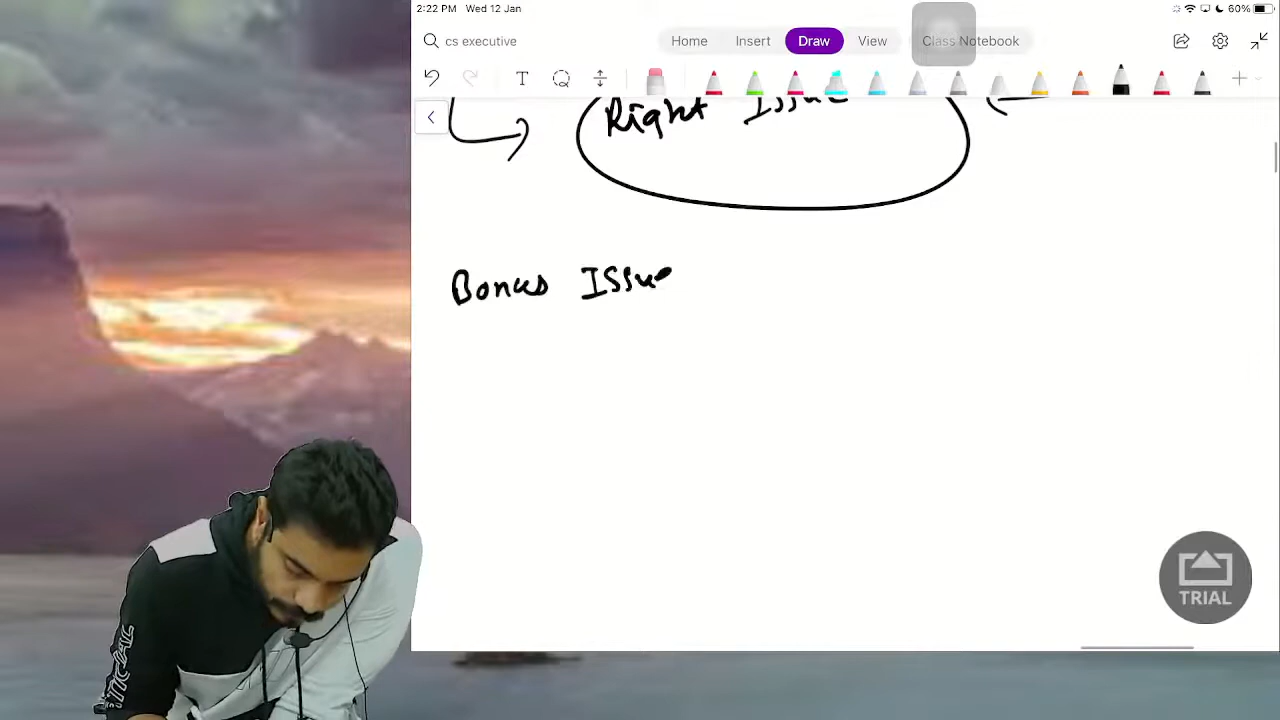 2:22 PM Wed 12 Jan
60%
cs executive
Home Insert Draw View Class Notebook
T
Right Issue
Bonus Issue
TRIAL